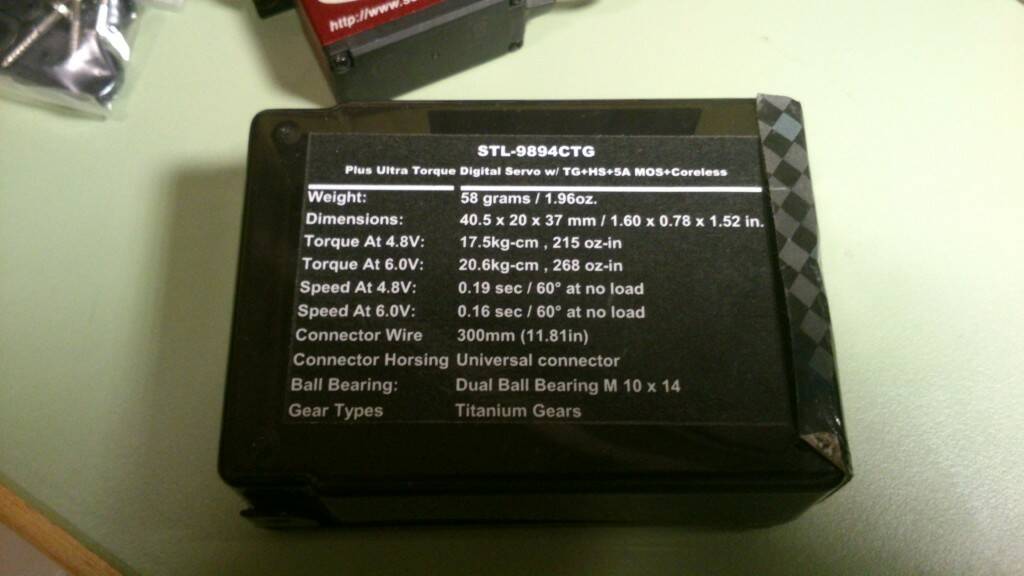 http://www.s
STL-9894CTG
Plus Ultra Torque Digital Servo w/ TG+HS+5A MOS+Coreless
Weight: 58 grams / 1.96oz.
Dimensions: 40.5 x 20 x 37 mm / 1.60 x 0.78 x 1.52 in.
Torque At 4.8V: 17.5kg-cm , 215 oz-in
Torque At 6.0V: 20.6kg-cm , 268 oz-in
Speed At 4.8V: 0.19 sec / 60° at no load
Speed At 6.0V: 0.16 sec / 60° at no load
Connector Wire 300mm (11.81in)
Connector Horsing Universal connector
Ball Bearing: Dual Ball Bearing M 10 x 14
Gear Types Titanium Gears